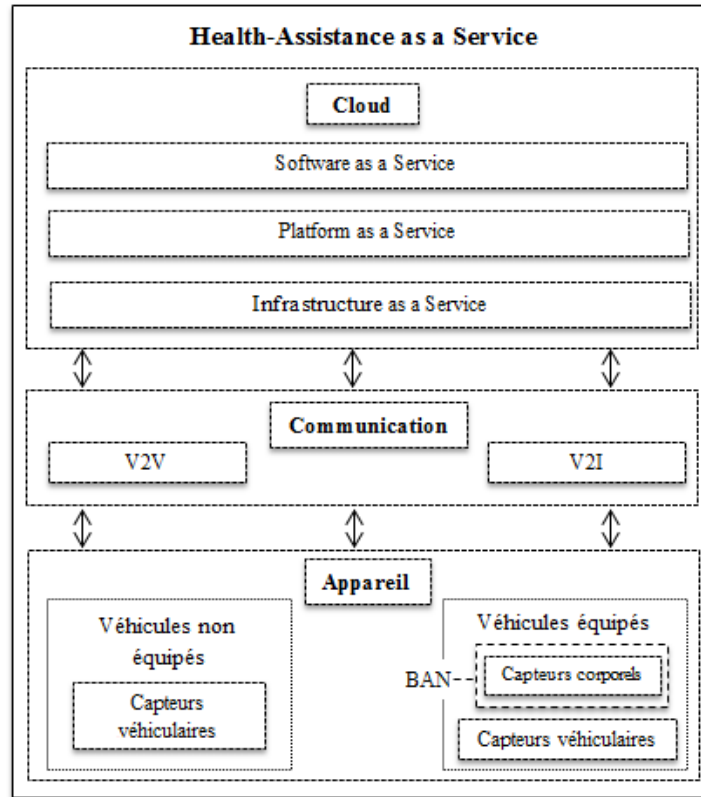 Health-Assistance as a Service
Cloud
Software as a Service
Platform as a Service
Infrastructure as a Service
Communication
V2V
V2I
Appareil
Véhicules non
équipés
Capteurs
véhiculaires
Véhicules équipés
BAN
Capteurs corporels
Capteurs véhiculaires